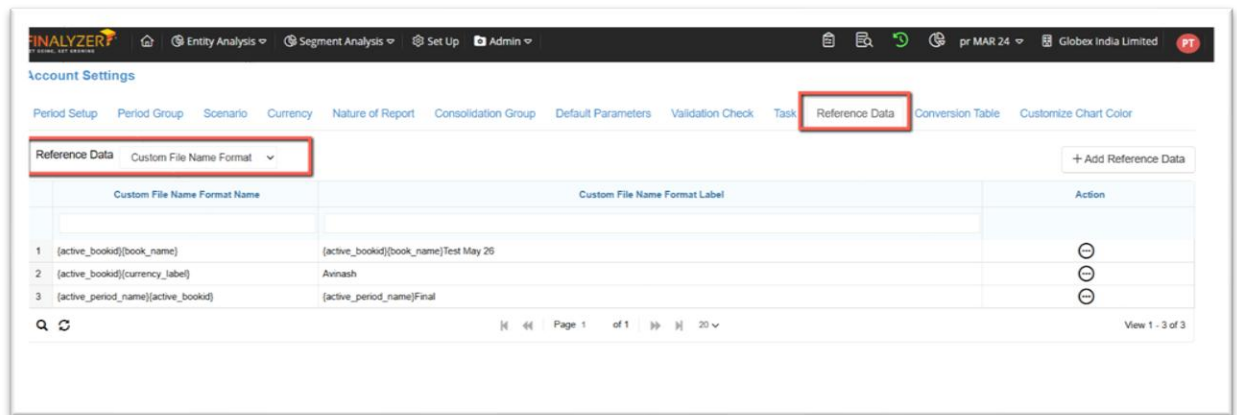 FINALYZER Entity Analysis Segment Analysis Set Up Admin pr MAR 24 Globex India Limited PT
GET GOING, GET GROWING
Account Settings
Period Setup Period Group Scenario Currency Nature of Report Consolidation Group Default Parameters Validation Check Task Reference Data Conversion Table Customize Chart Color
Reference Data Custom File Name Format + Add Reference Data
Custom File Name Format Name Custom File Name Format Label Action
1 {active_bookid}{book_name} {active_bookid}{book_name}Test May 26
2 {active_bookid}{currency_label} Avinash
3 {active_period_name}{active_bookid} {active_period_name}Final
Page 1 of 1 20 View 1 - 3 of 3